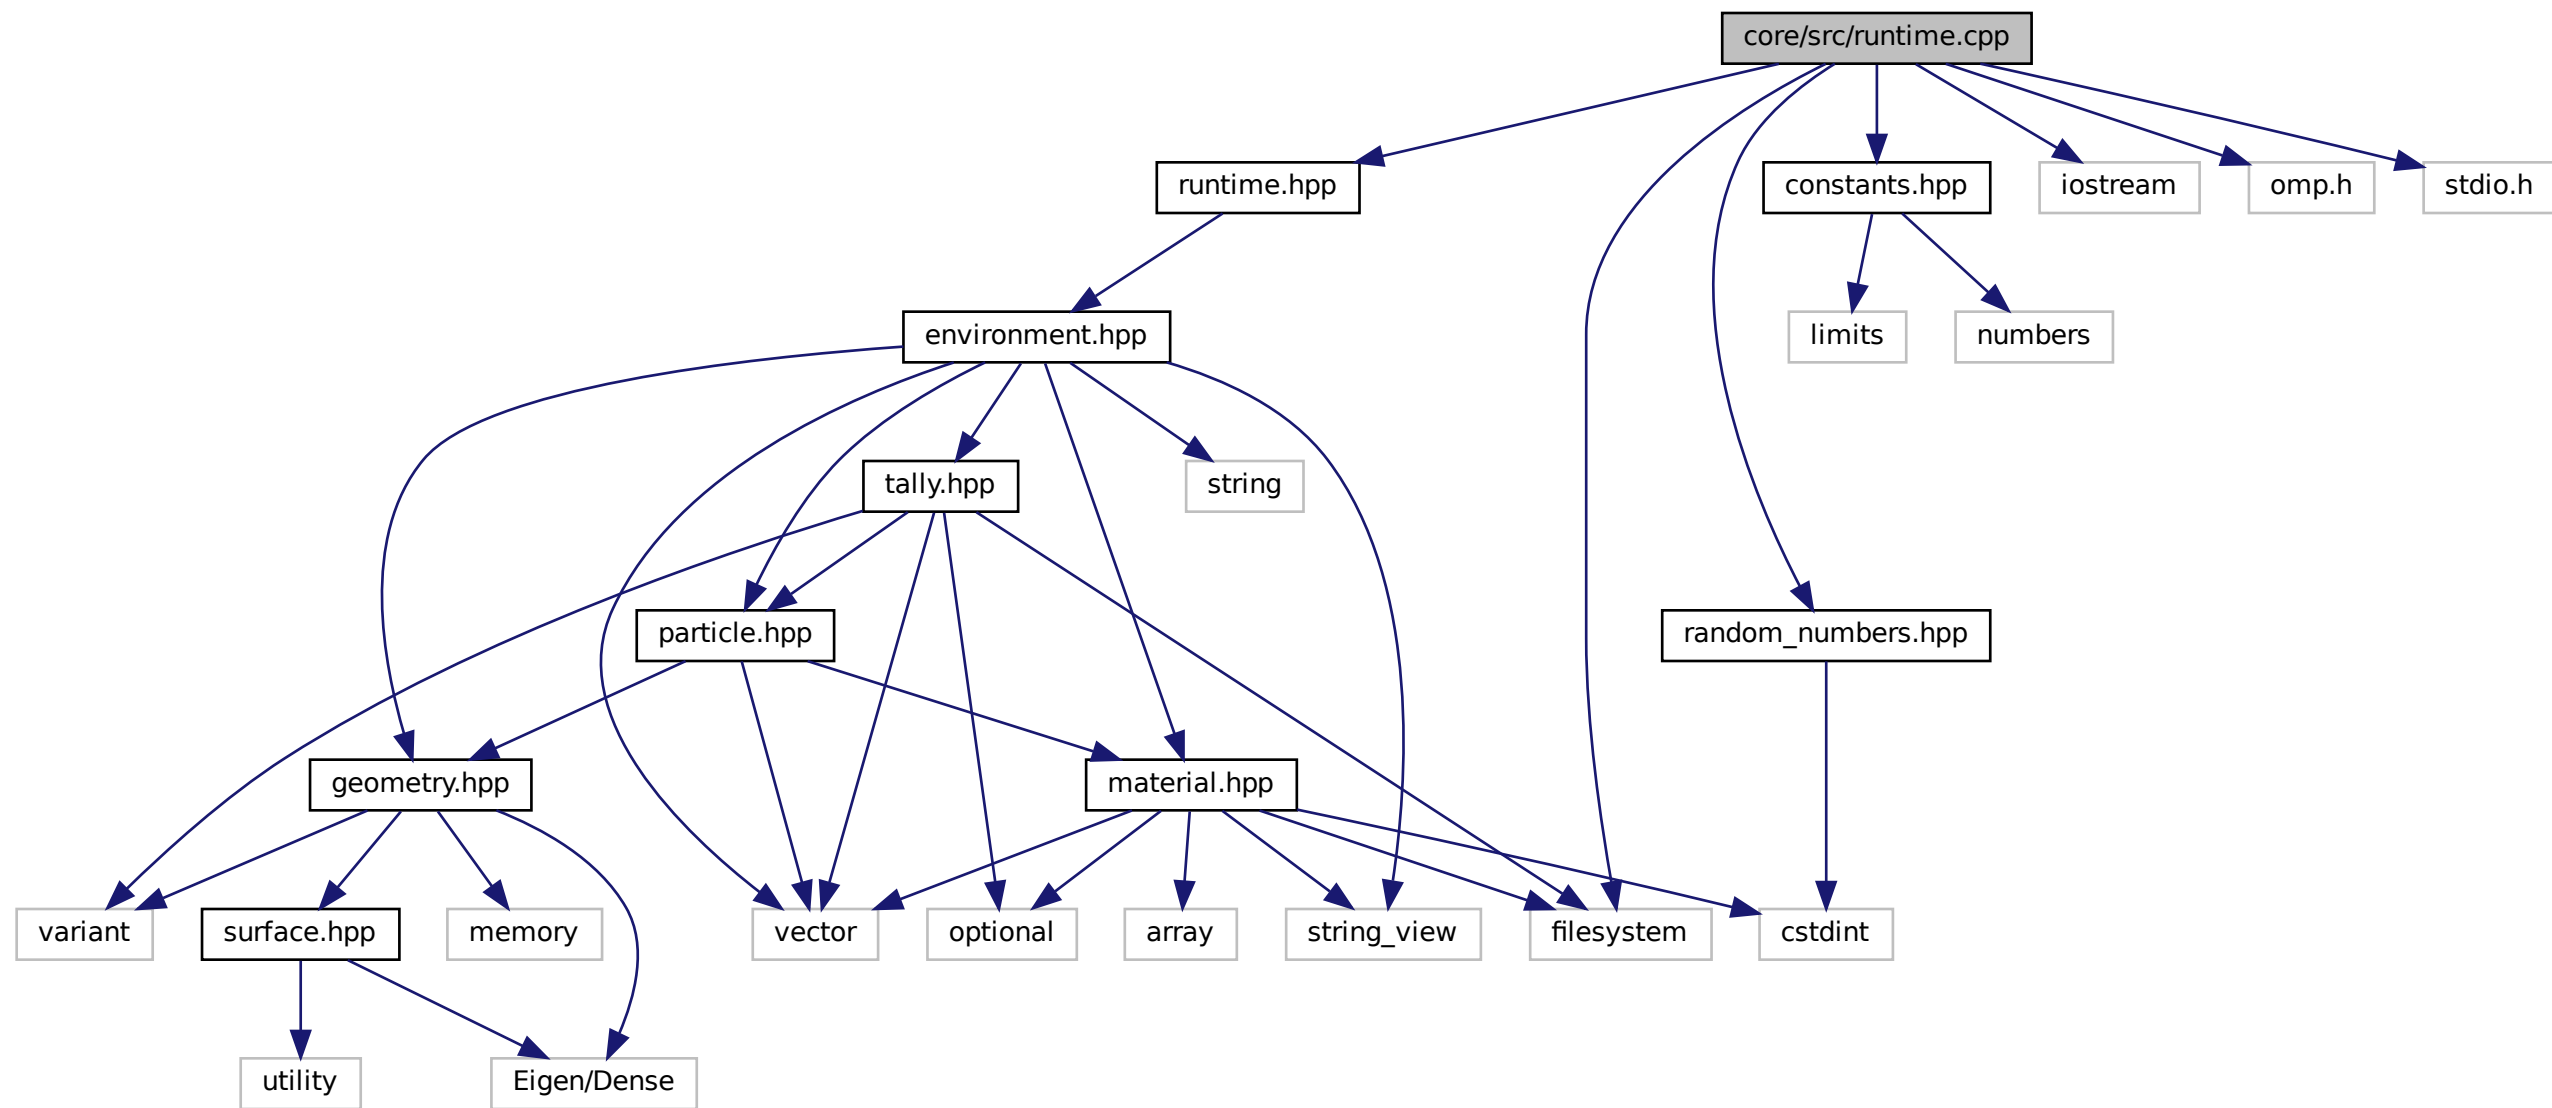 core/src/runtime.cpp
runtime.hpp
constants.hpp
iostream
omp.h
stdio.h
environment.hpp
limits
numbers
tally.hpp
string
particle.hpp
random_numbers.hpp
geometry.hpp
material.hpp
variant
surface.hpp
memory
vector
optional
array
string_view
filesystem
cstdint
utility
Eigen/Dense